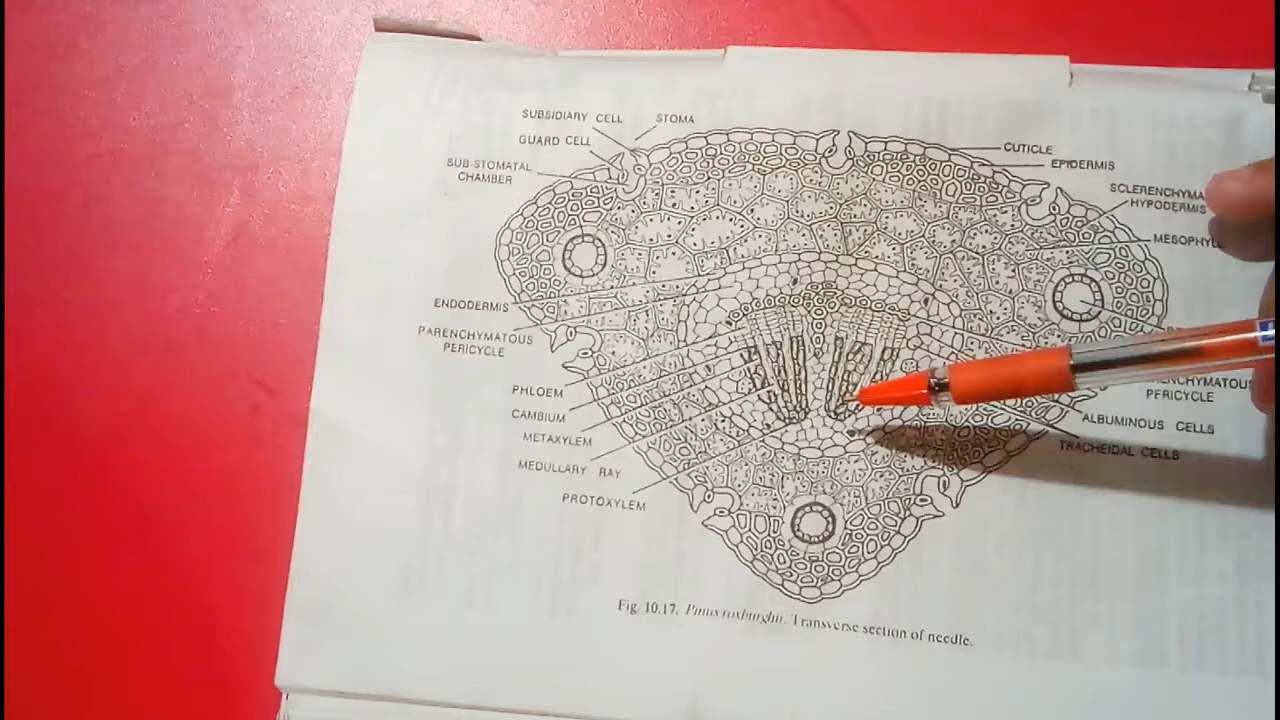 SUBSIDIARY CELL
STOMA
GUARD CELL
SUB-STOMATAL
CHAMBER
CUTICLE
EPIDERMIS
SCLERENCHYMA
HYPODERMIS
MESOPHYLL
ENDODERMIS
PARENCHYMATOUS
PERICYCLE
PHLOEM
CAMBIUM
METAXYLEM
MEDULLARY RAY
PROTOXYLEM
PERICYCLE
ALBUMINOUS CELLS
TRACHEIDAL CELLS
Fig. 10.17. Pinus roxburghii. Transverse section of needle.